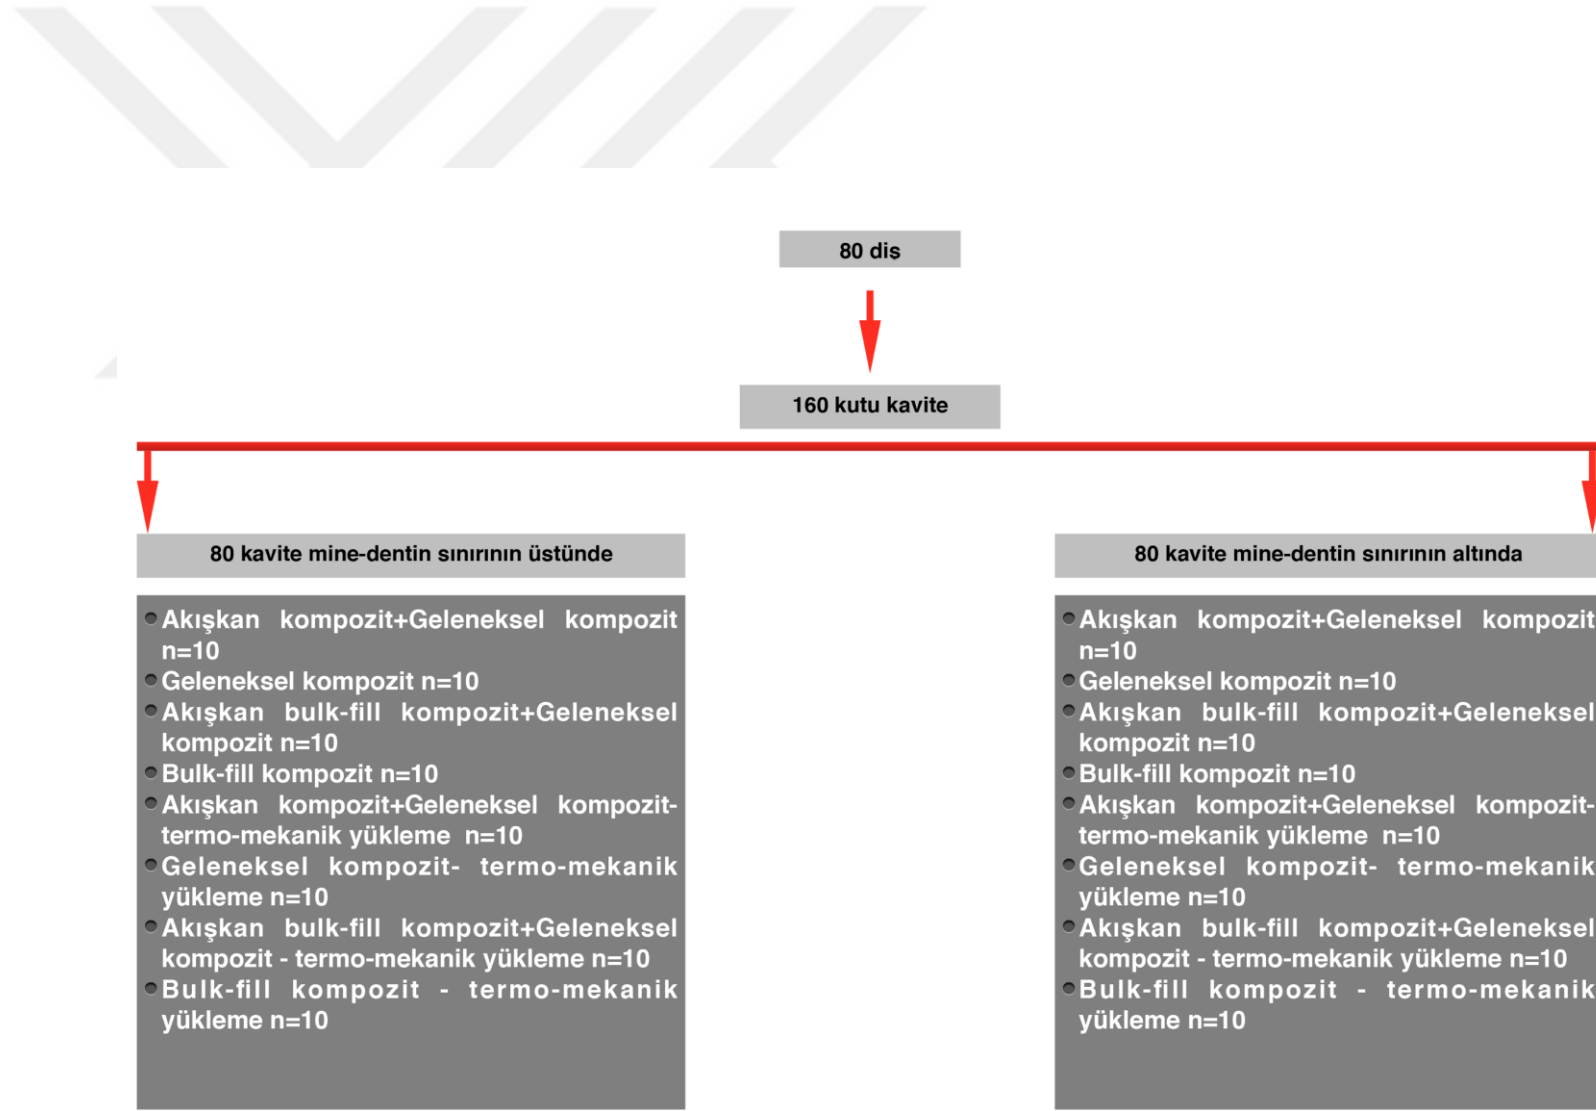 80 dis
160 kutu kavite
80 kavite mine-dentin sınırının üstünde
Akışkan kompozit+Geleneksel kompozit
n=10
Geleneksel kompozit n=10
Akışkan bulk-fill kompozit+Geleneksel
kompozit n=10
Bulk-fill kompozit n=10
Akışkan kompozit+Geleneksel kompozit-
termo-mekanik yükleme n=10
Geleneksel kompozit- termo-mekanik
yükleme n=10
Akışkan bulk-fill kompozit+Geleneksel
kompozit - termo-mekanik yükleme n=10
Bulk-fill kompozit - termo-mekanik
yükleme n=10
80 kavite mine-dentin sınırının altında
Akışkan kompozit+Geleneksel kompozit
n=10
Geleneksel kompozit n=10
Akışkan bulk-fill kompozit+Geleneksel
kompozit n=10
Bulk-fill kompozit n=10
Akışkan kompozit+Geleneksel kompozit-
termo-mekanik yükleme n=10
Geleneksel kompozit- termo-mekanik
yükleme n=10
Akışkan bulk-fill kompozit+Geleneksel
kompozit - termo-mekanik yükleme n=10
Bulk-fill kompozit - termo-mekanik
yükleme n=10